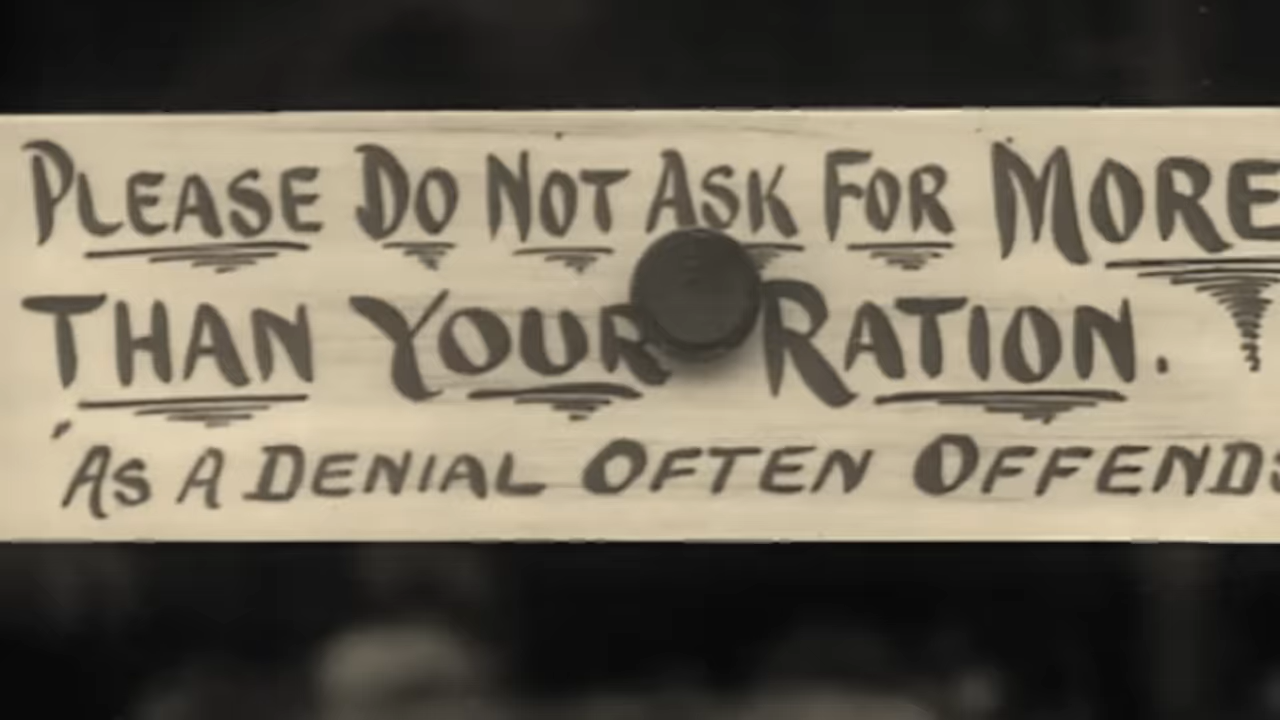 PLEASE DO NOT ASK FOR MORE
THAN YOUR RATION.
'AS A DENIAL OFTEN OFFENDS